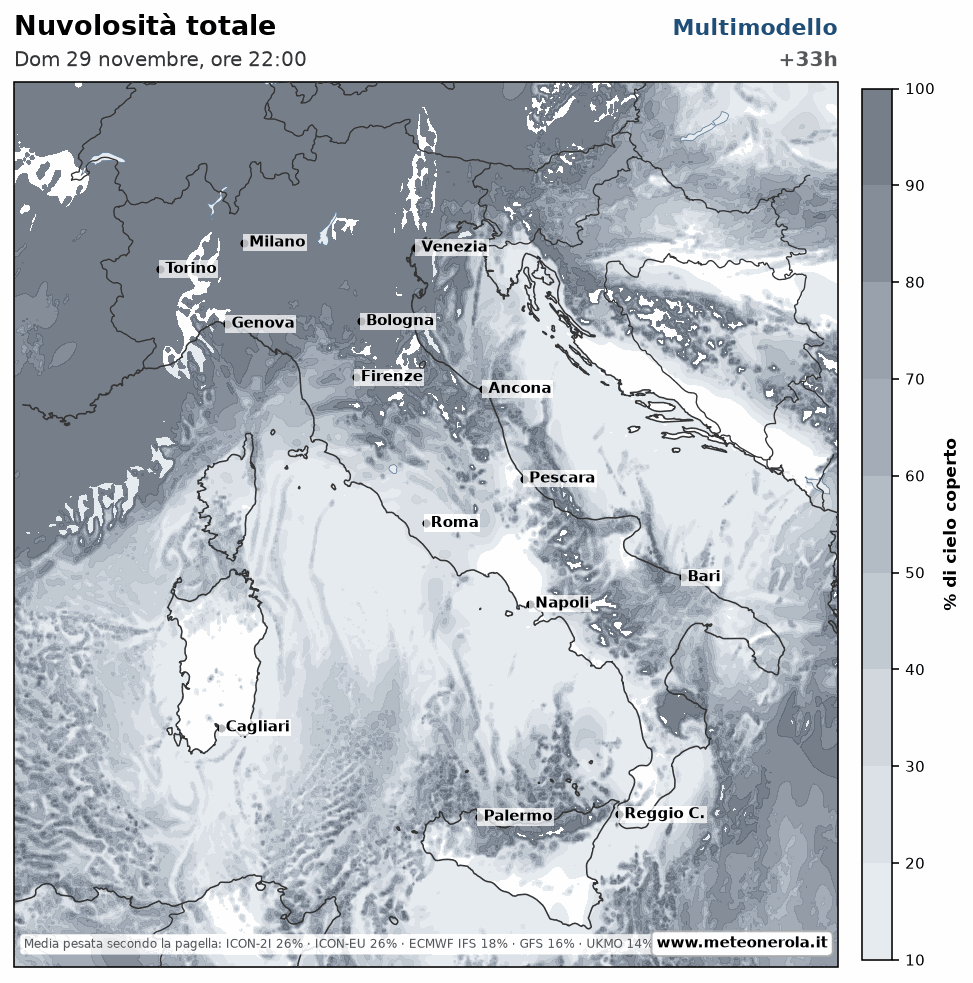 Nuvolosità totale
Multimodello
Dom 29 novembre, ore 22:00
+33h
100
90
80
70
60
50
40
30
20
10
% di cielo coperto
Milano
Venezia
Torino
Genova
Bologna
Firenze
Ancona
Pescara
Roma
Bari
Napoli
Cagliari
Palermo
Reggio C.
Media pesata secondo la pagella: ICON-2I 26% · ICON-EU 26% · ECMWF IFS 18% · GFS 16% · UKMO 14%
www.meteonerola.it